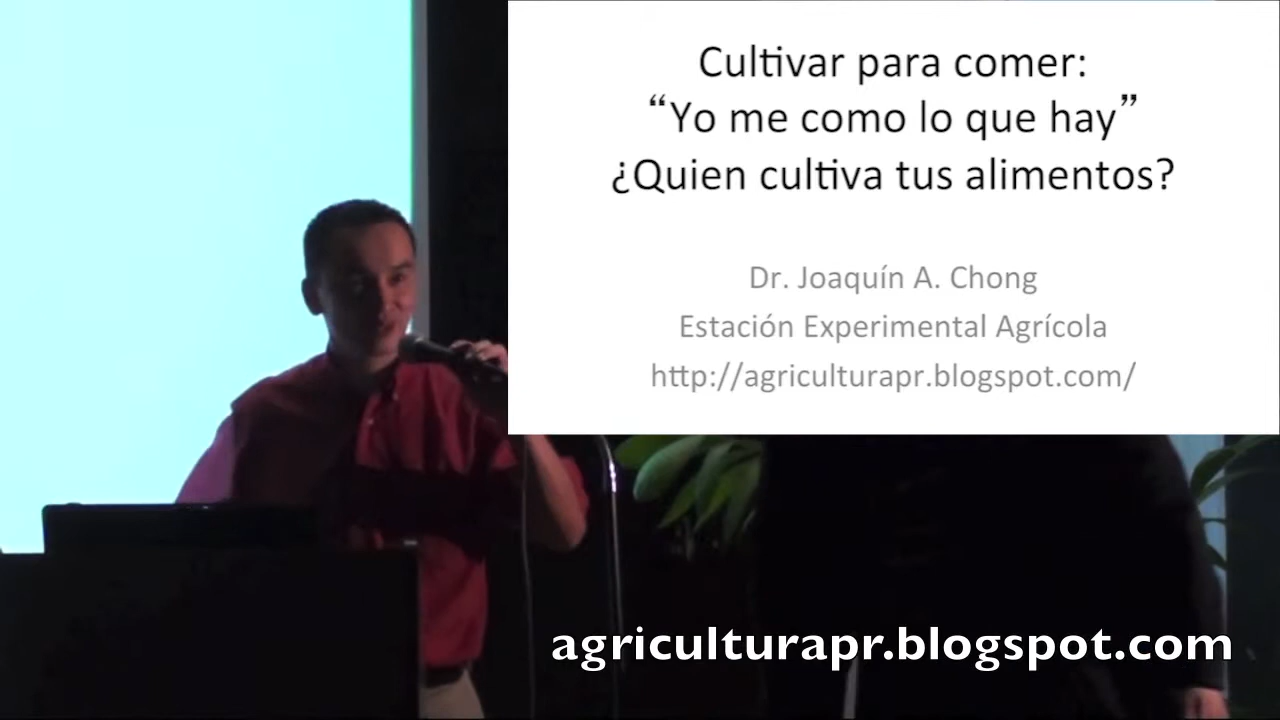 Cultivar para comer:
“Yo me como lo que hay”
¿Quien cultiva tus alimentos?
Dr. Joaquín A. Chong
Estación Experimental Agrícola
http://agriculturapr.blogspot.com/
agriculturapr.blogspot.com